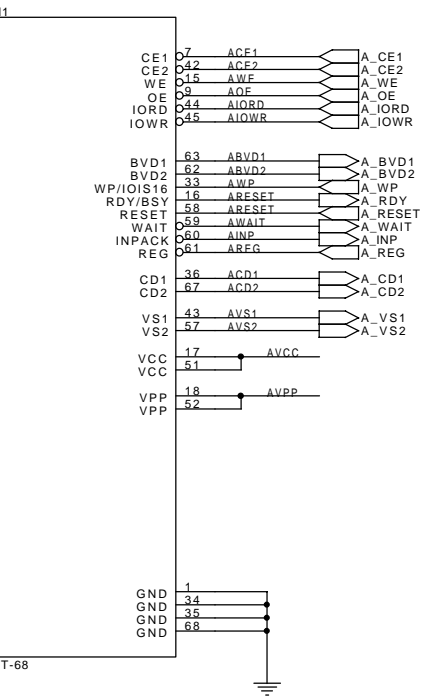 CE1 7 ACE1 A_CE1
CE2 42 ACE2 A_CE2
WE 15 AWE A_WE
OE 9 AOE A_OE
IORD 44 AIORD A_IORD
IOWR 45 AIOWR A_IOWR
BVD1 63 ABVD1 A_BVD1
BVD2 62 ABVD2 A_BVD2
WP/IOIS16 33 AWP A_WP
RDY/BSY 16 ARESET A_RDY
RESET 58 ARESET A_RESET
WAIT 59 AWAIT A_WAIT
INPACK 60 AINP A_INP
REG 61 AREG A_REG
CD1 36 ACD1 A_CD1
CD2 67 ACD2 A_CD2
VS1 43 AVS1 A_VS1
VS2 57 AVS2 A_VS2
VCC 17 AVCC
VCC 51
VPP 18 AVPP
VPP 52
GND 1
GND 34
GND 35
GND 68
T-68